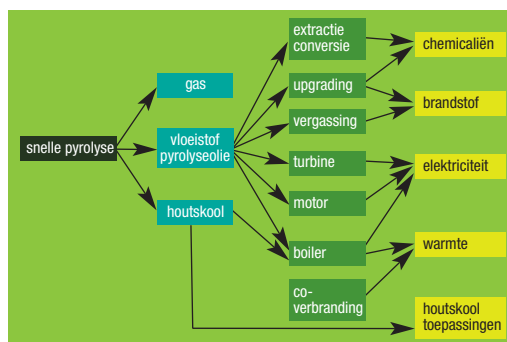 snelle pyrolyse
gas
vloeistof
pyrolyseolie
houtskool
extractie
conversie
upgrading
vergassing
turbine
motor
boiler
co-
verbranding
chemicaliën
brandstof
elektriciteit
warmte
houtskool
toepassingen